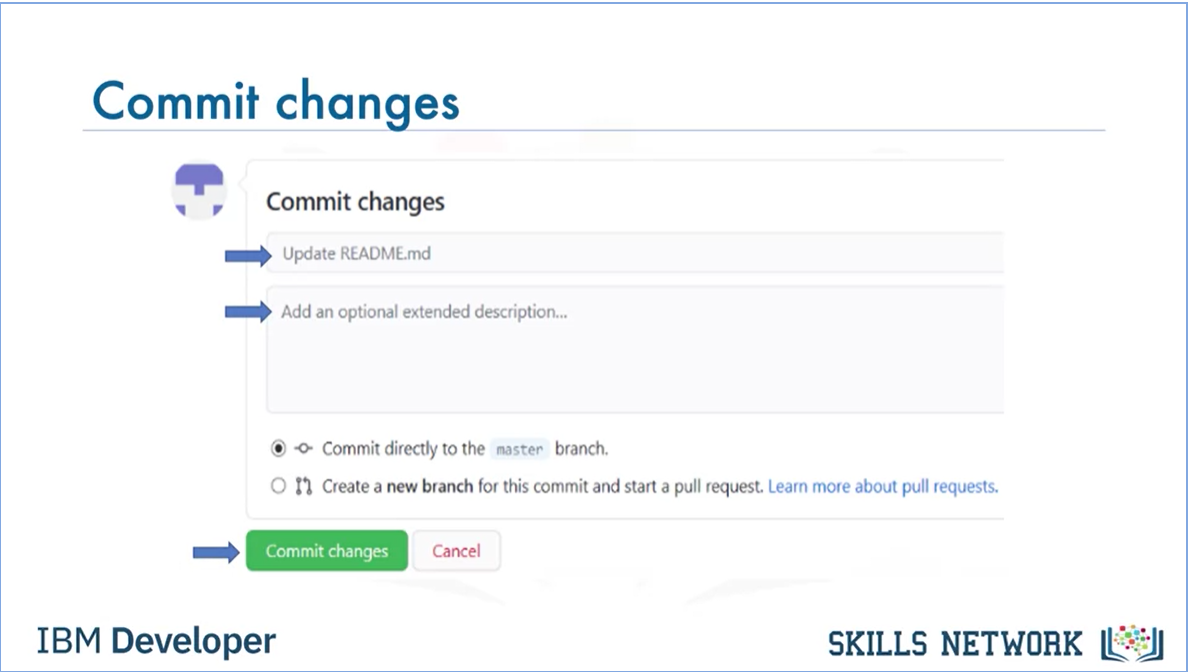 Commit changes
Commit changes
Update README.md
Add an optional extended description...
Commit directly to the master branch.
Create a new branch for this commit and start a pull request. Learn more about pull requests.
Commit changes Cancel
IBM Developer
SKILLS NETWORK